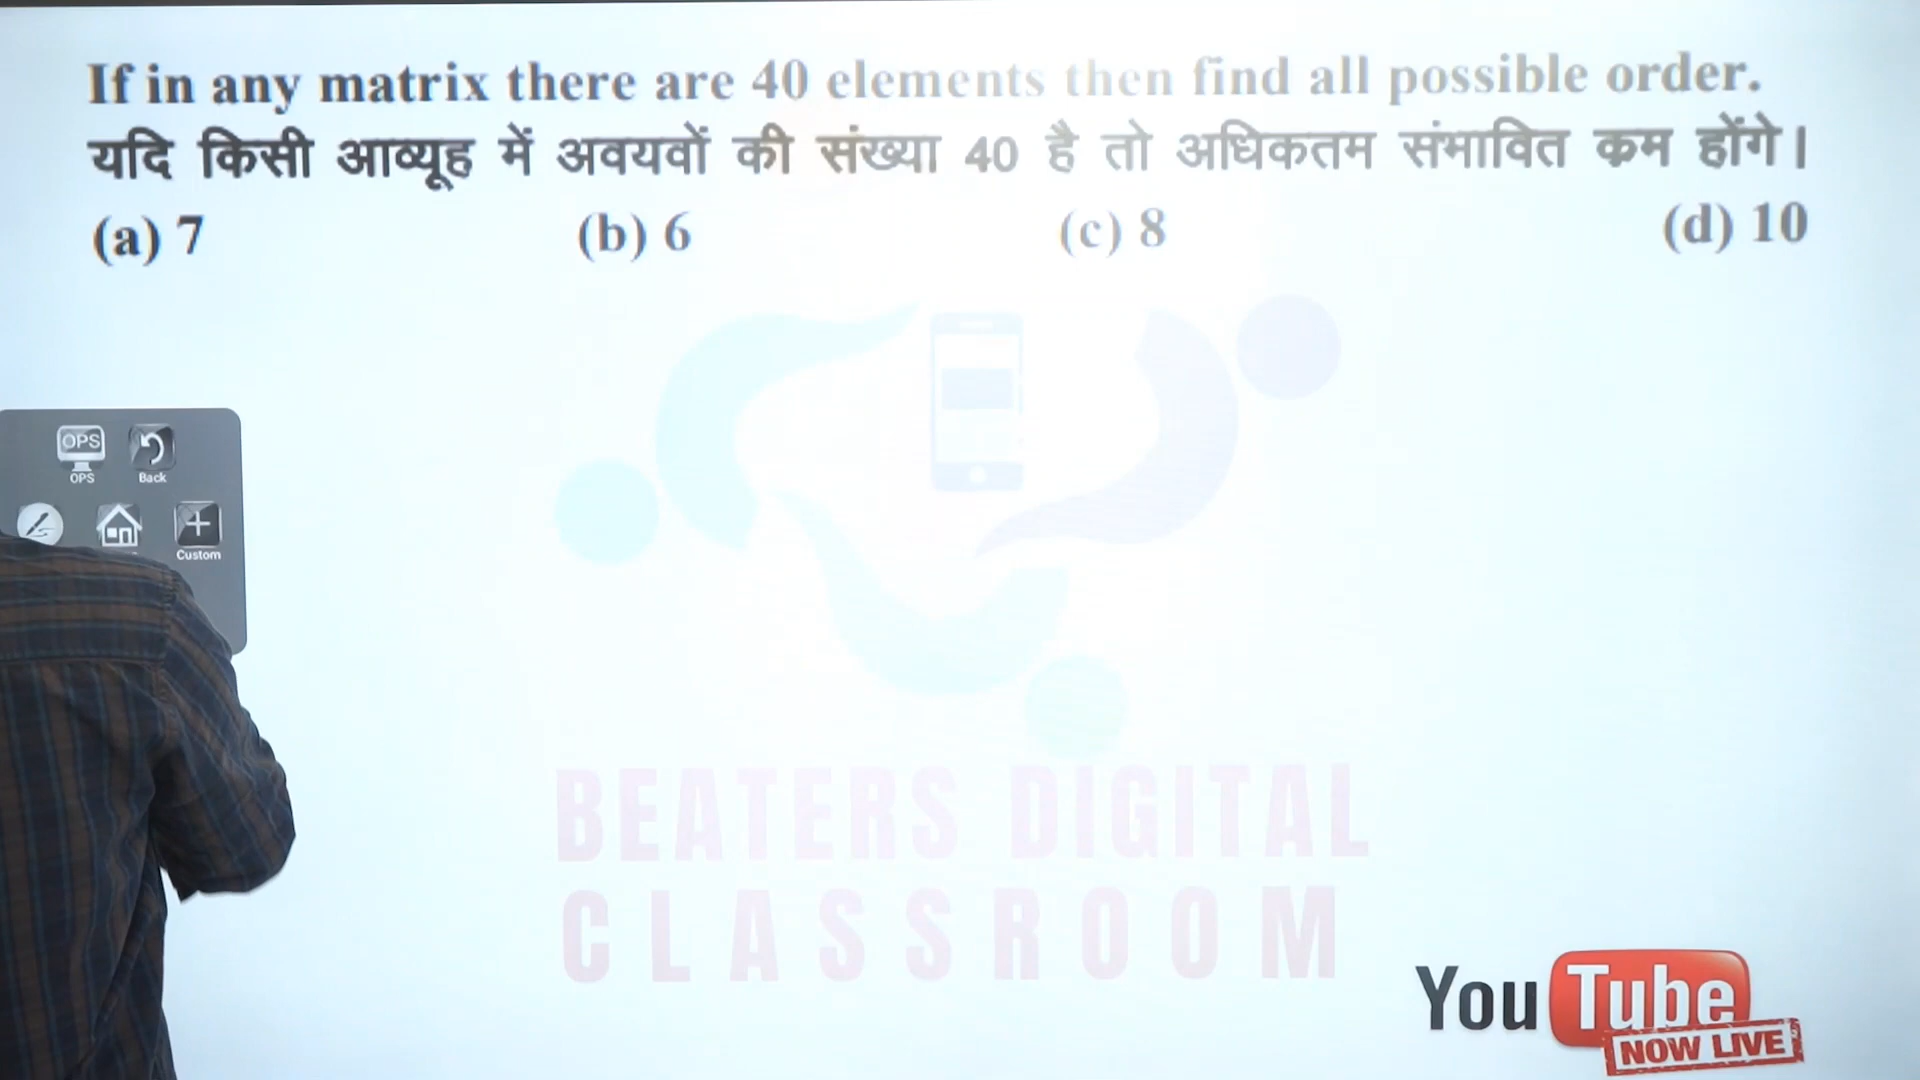 If in any matrix there are 40 elements then find all possible order.
यदि किसी आव्यूह में अवयवों की संख्या 40 है तो अधिकतम संभावित क्रम होंगे।
(a) 7 (b) 6 (c) 8 (d) 10
OPS
OPS Back
Custom
BEATERS DIGITAL
CLASSROOM
YouTube
NOW LIVE